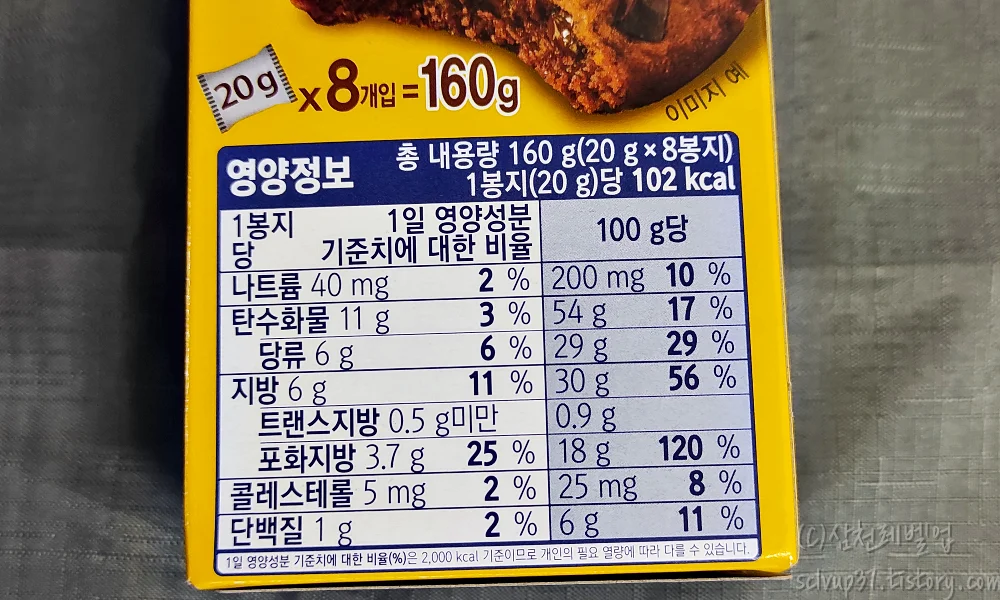 20g x8개입=160g
이미지 예
영양정보
총 내용량 160 g(20 g×8봉지)
1봉지(20 g)당 102 kcal
1봉지당 1일 영양성분 기준치에 대한 비율 100 g당
나트륨 40 mg 2 % 200 mg 10 %
탄수화물 11 g 3 % 54 g 17 %
당류 6 g 6 % 29 g 29 %
지방 6 g 11 % 30 g 56 %
트랜스지방 0.5 g미만 0.9 g
포화지방 3.7 g 25 % 18 g 120 %
콜레스테롤 5 mg 2 % 25 mg 8 %
단백질 1 g 2 % 6 g 11 %
1일 영양성분 기준치에 대한 비율(%)은 2,000 kcal 기준이므로 개인의 필요 열량에 따라 다를 수 있습니다.
(C)산천레벨업
sdvup37.tistory.com